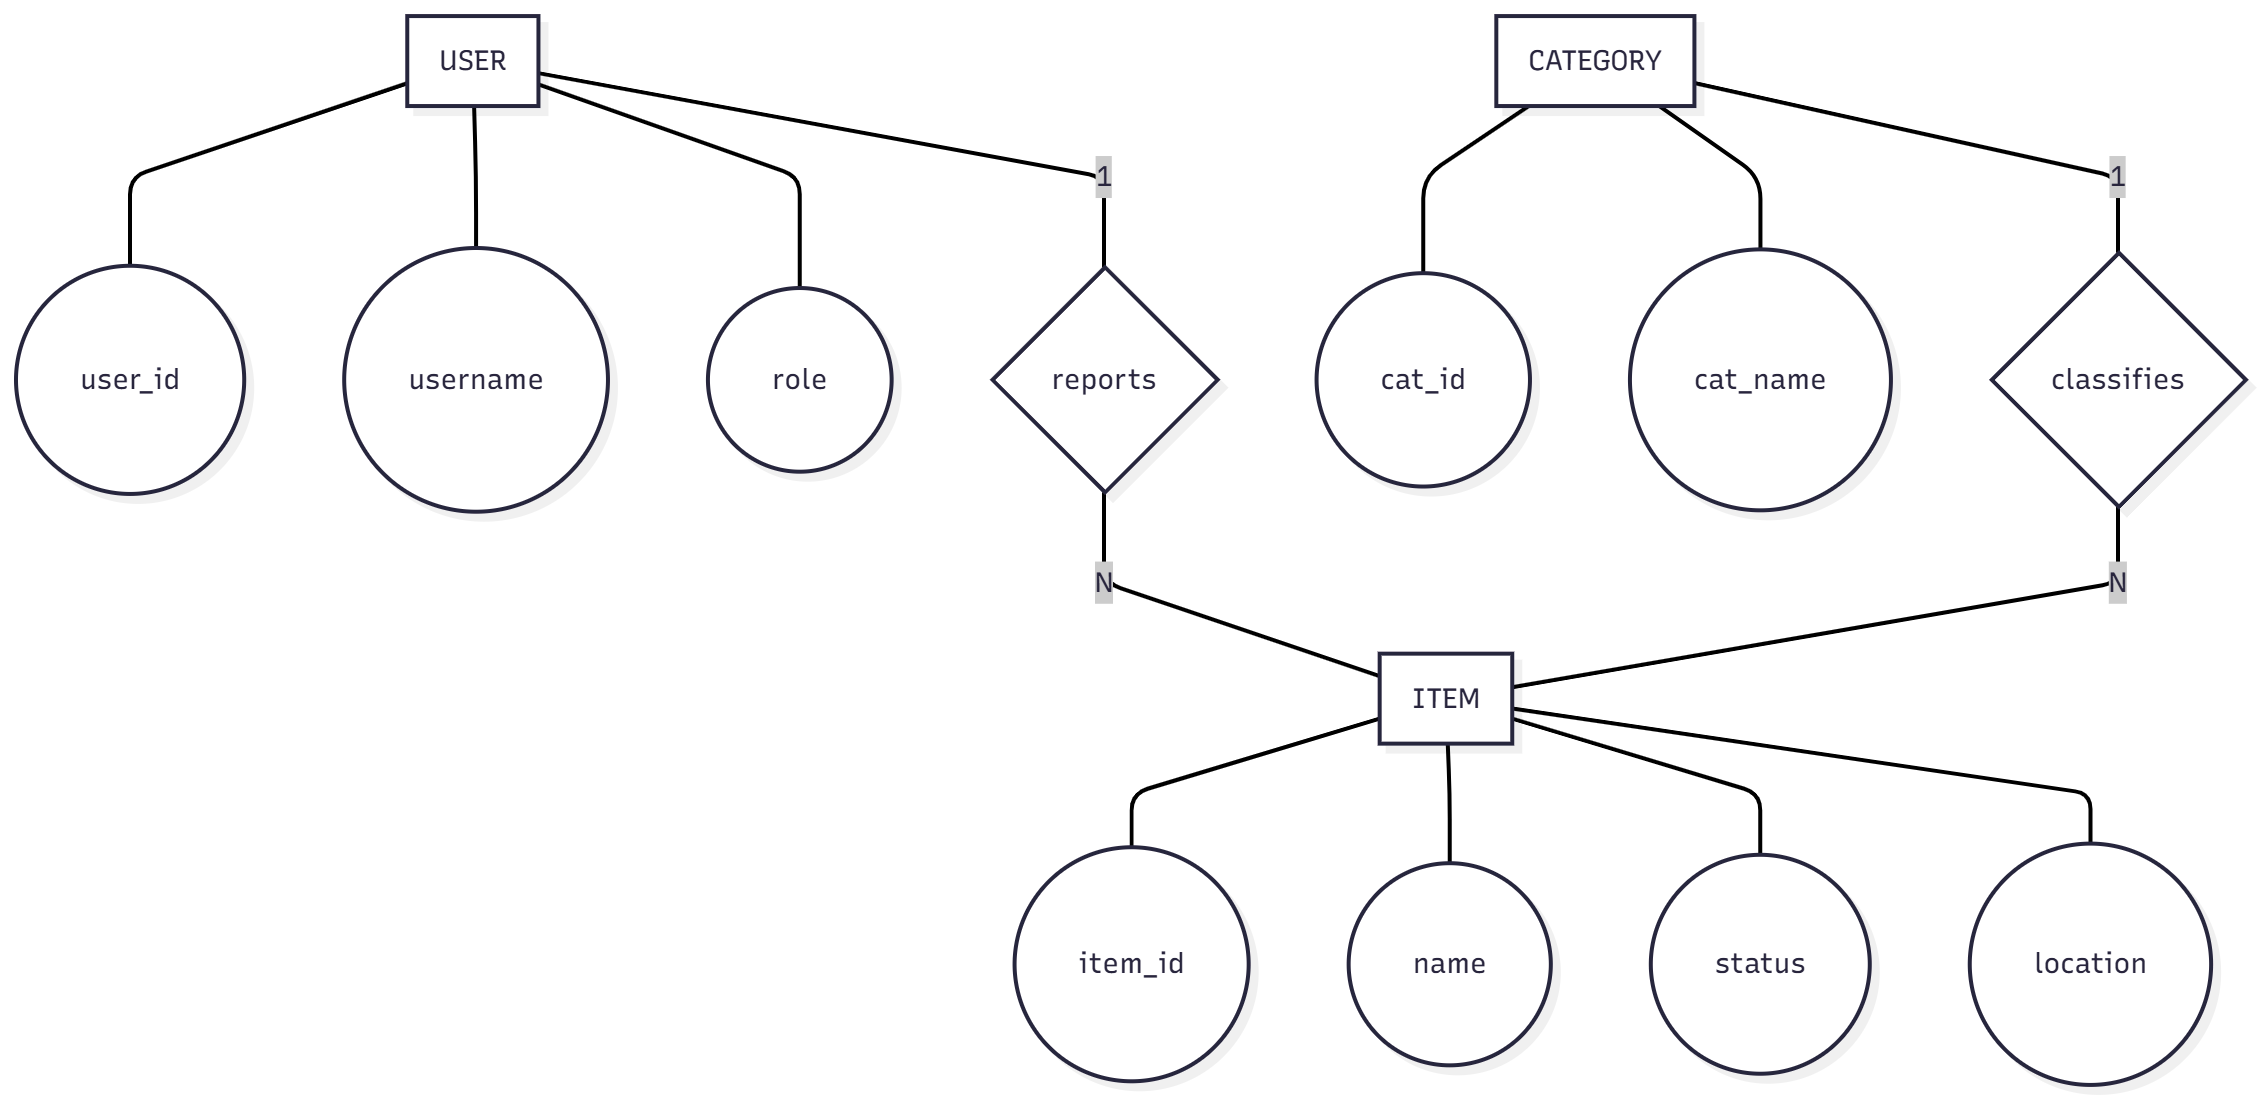 USER
CATEGORY
1
1
user_id
username
role
reports
cat_id
cat_name
classifies
N
N
ITEM
item_id
name
status
location